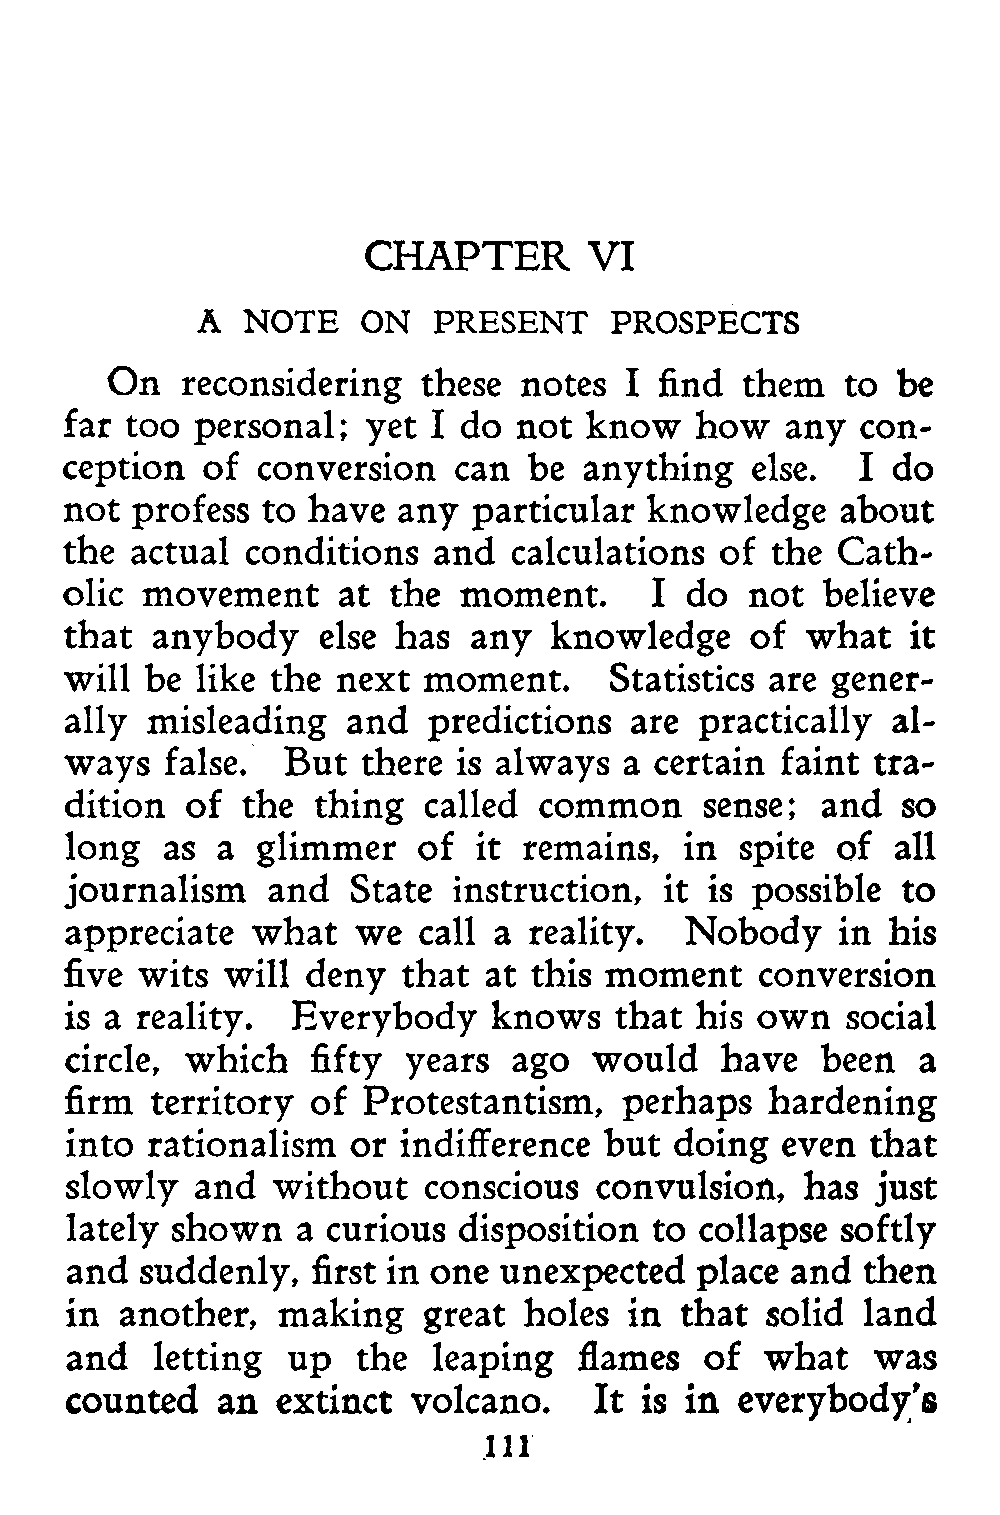 CHAPTER VI
A NOTE ON PRESENT PROSPECTS
On reconsidering these notes I find them to be
far too personal; yet I do not know how any con-
ception of conversion can be anything else. I do
not profess to have any particular knowledge about
the actual conditions and calculations of the Cath-
olic movement at the moment. I do not believe
that anybody else has any knowledge of what it
will be like the next moment. Statistics are gener-
ally misleading and predictions are practically al-
ways false. But there is always a certain faint tra-
dition of the thing called common sense; and so
long as a glimmer of it remains, in spite of all
journalism and State instruction, it is possible to
appreciate what we call a reality. Nobody in his
five wits will deny that at this moment conversion
is a reality. Everybody knows that his own social
circle, which fifty years ago would have been a
firm territory of Protestantism, perhaps hardening
into rationalism or indifference but doing even that
slowly and without conscious convulsion, has just
lately shown a curious disposition to collapse softly
and suddenly, first in one unexpected place and then
in another, making great holes in that solid land
and letting up the leaping flames of what was
counted an extinct volcano. It is in everybody's
111